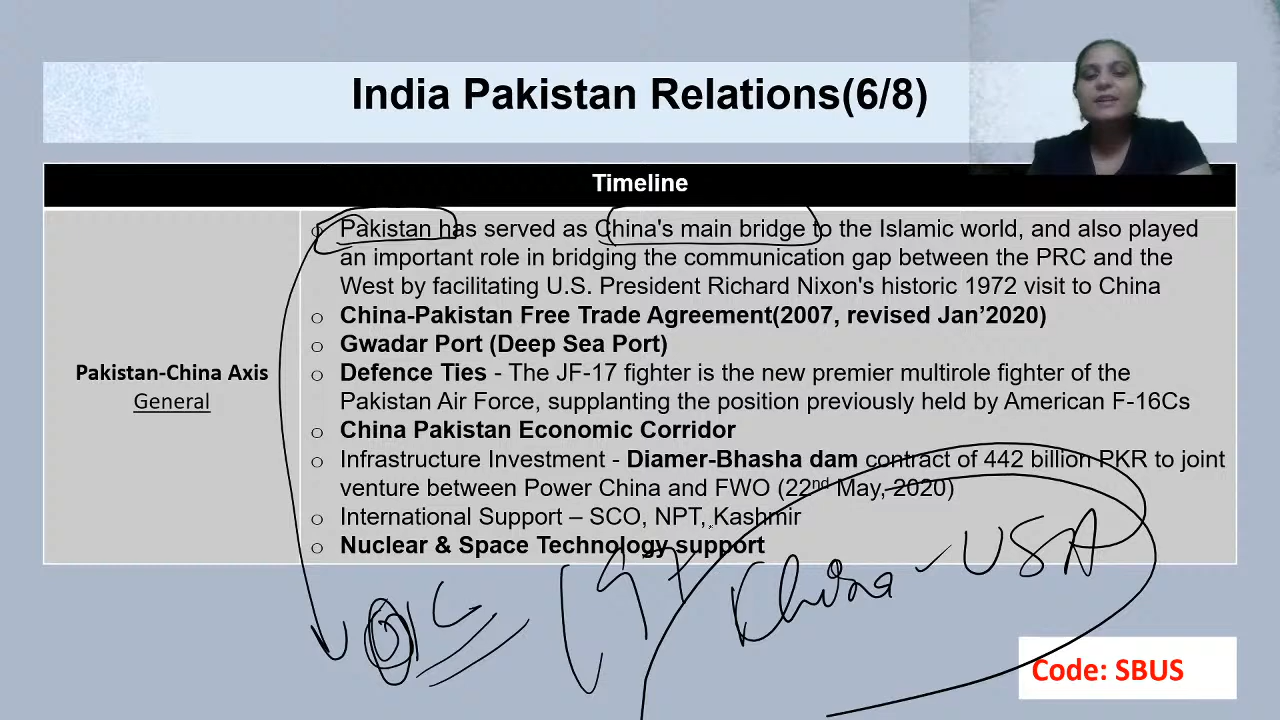 India Pakistan Relations(6/8)
Timeline
Pakistan-China Axis
General
o Pakistan has served as China's main bridge to the Islamic world, and also played
an important role in bridging the communication gap between the PRC and the
West by facilitating U.S. President Richard Nixon's historic 1972 visit to China
o China-Pakistan Free Trade Agreement(2007, revised Jan’2020)
o Gwadar Port (Deep Sea Port)
o Defence Ties - The JF-17 fighter is the new premier multirole fighter of the
Pakistan Air Force, supplanting the position previously held by American F-16Cs
o China Pakistan Economic Corridor
o Infrastructure Investment - Diamer-Bhasha dam contract of 442 billion PKR to joint
venture between Power China and FWO (22nd May, 2020)
o International Support – SCO, NPT, Kashmir
o Nuclear & Space Technology support
OIC
China - USA
Code: SBUS